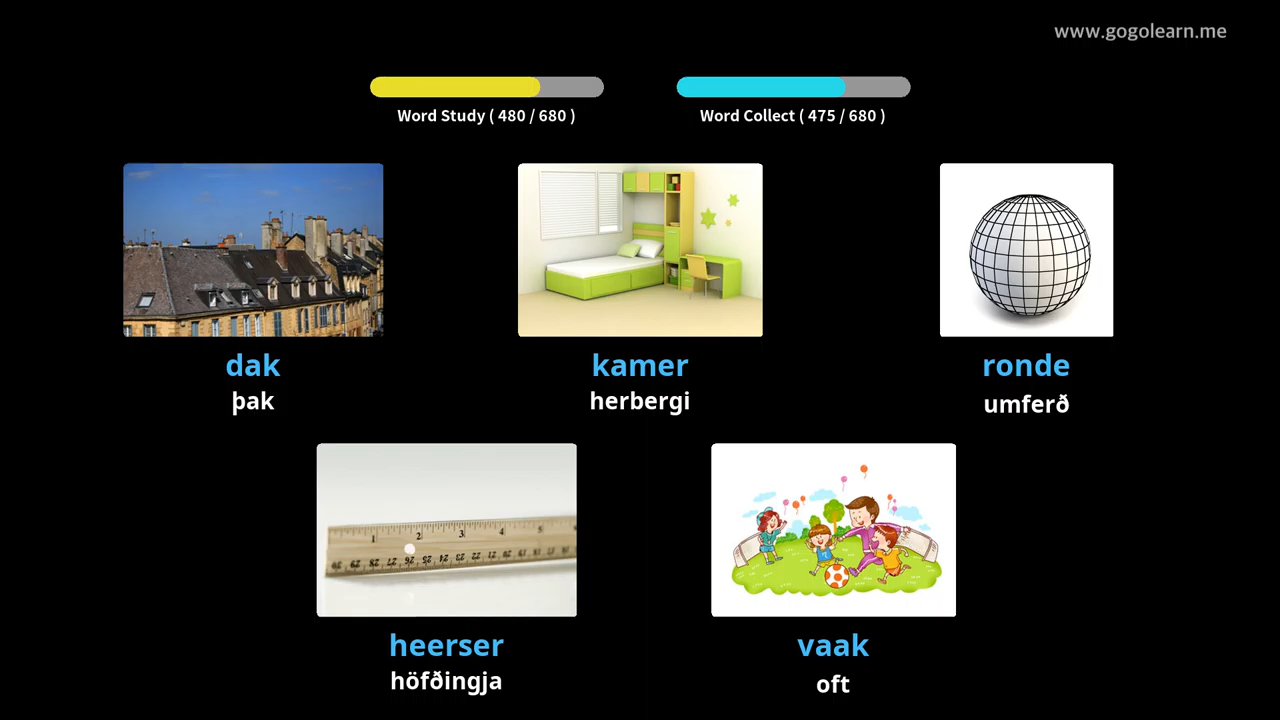 www.gogolearn.me
Word Study ( 480 / 680 )
Word Collect ( 475 / 680 )
dak
þak
kamer
herbergi
ronde
umferð
heerser
höfðingja
vaak
oft